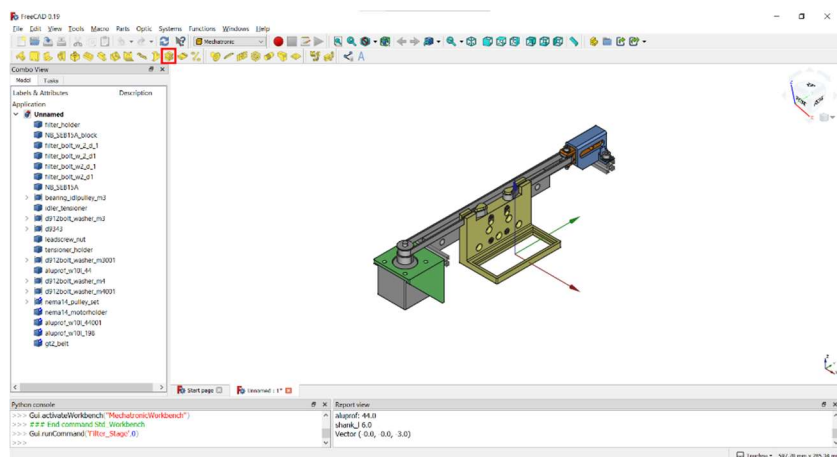 FreeCAD 0.19
File Edit View Tools Macro Parts Optic Systems Functions Windows Help
Mechatronic
Combo View
Model Tasks
Labels & Attributes Description
Application
Unnamed
filter_holder
NB_SEB15A_block
filter_bolt_w_2_d_1
filter_bolt_w_2_d1
filter_bolt_w2_d_1
filter_bolt_w2_d1
NB_SEB15A
bearing_idlpulley_m3
idler_tensioner
d912bolt_washer_m3
d9343
leadscrew_nut
tensioner_holder
d912bolt_washer_m3001
aluprof_w10l_44
d912bolt_washer_m4
d912bolt_washer_m4001
nema14_pulley_set
nema14_motorholder
aluprof_w10l_44001
aluprof_w10l_198
gt2_belt
Start page
Unnamed : 1*
Python console
>>> Gui.activateWorkbench("MechatronicWorkbench")
>>> ### End command Std_Workbench
>>> Gui.runCommand('Filter_Stage',0)
>>>
Report view
aluprof: 44.0
shank_l 6.0
Vector ( 0.0, -0.0, 3.0)